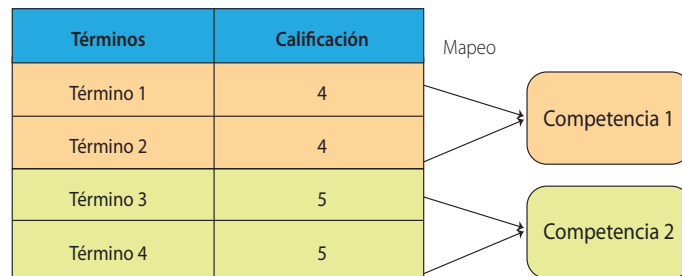 Términos Calificación
Mapeo
Término 1 4
Competencia 1
Término 2 4
Término 3 5
Competencia 2
Término 4 5